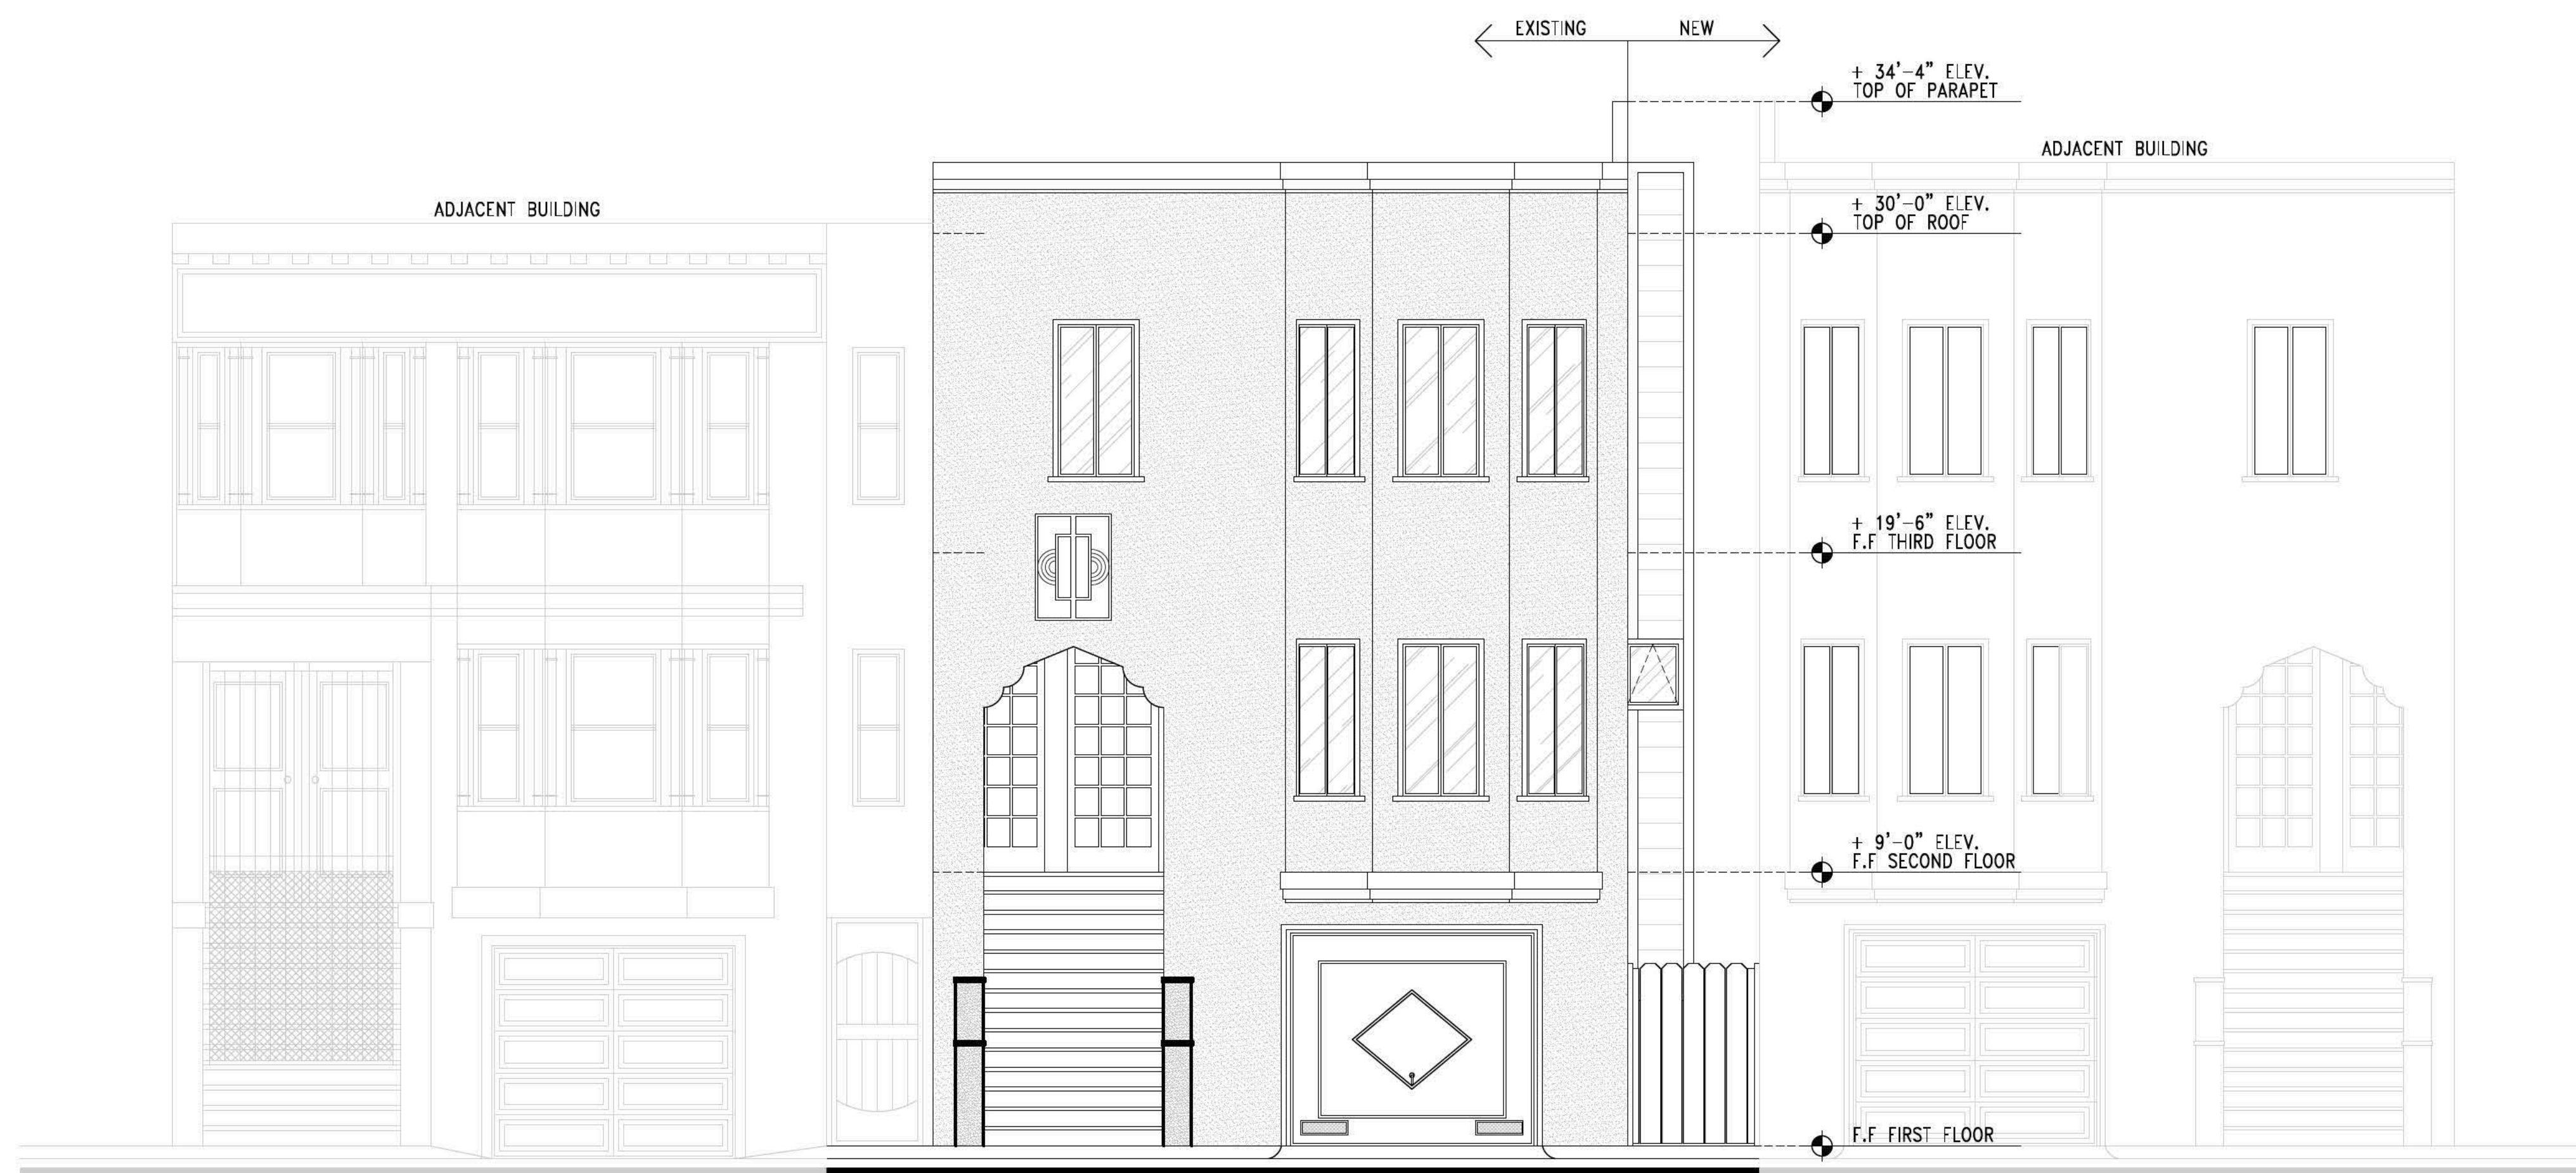 EXISTING NEW
+ 34'-4" ELEV.
TOP OF PARAPET
ADJACENT BUILDING
+ 30'-0" ELEV.
TOP OF ROOF
ADJACENT BUILDING
+ 19'-6" ELEV.
F.F THIRD FLOOR
+ 9'-0" ELEV.
F.F SECOND FLOOR
F.F FIRST FLOOR